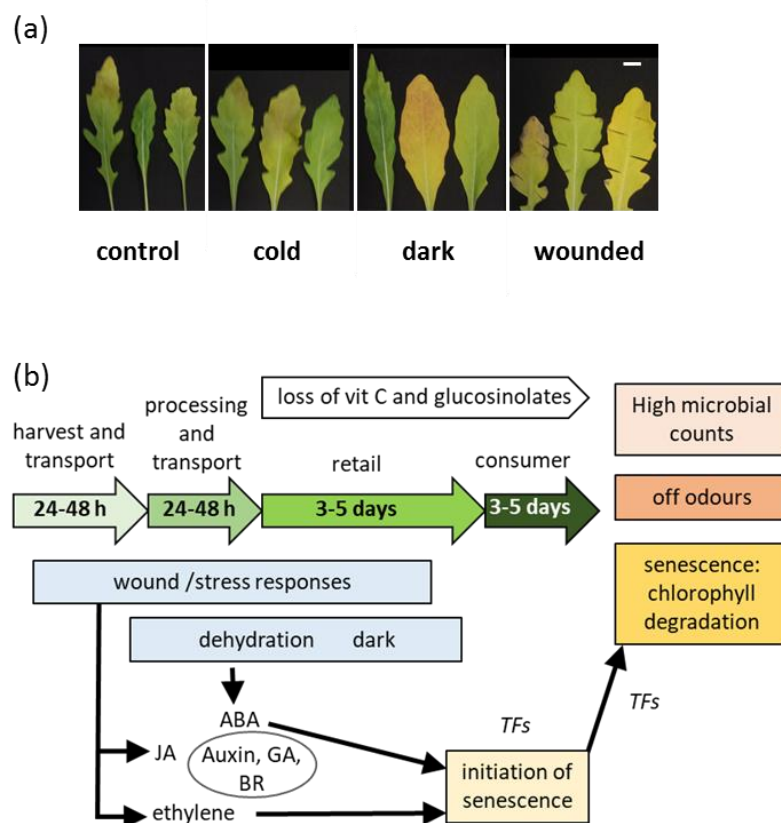 (a)
control
cold
dark
wounded
(b)
loss of vit C and glucosinolates
High microbial
counts
harvest and
transport
processing
and
transport
retail
consumer
24-48 h
24-48 h
3-5 days
3-5 days
off odours
wound /stress responses
senescence:
chlorophyll
degradation
dehydration dark
ABA
JA
Auxin, GA,
BR
ethylene
TFs
TFs
initiation of
senescence